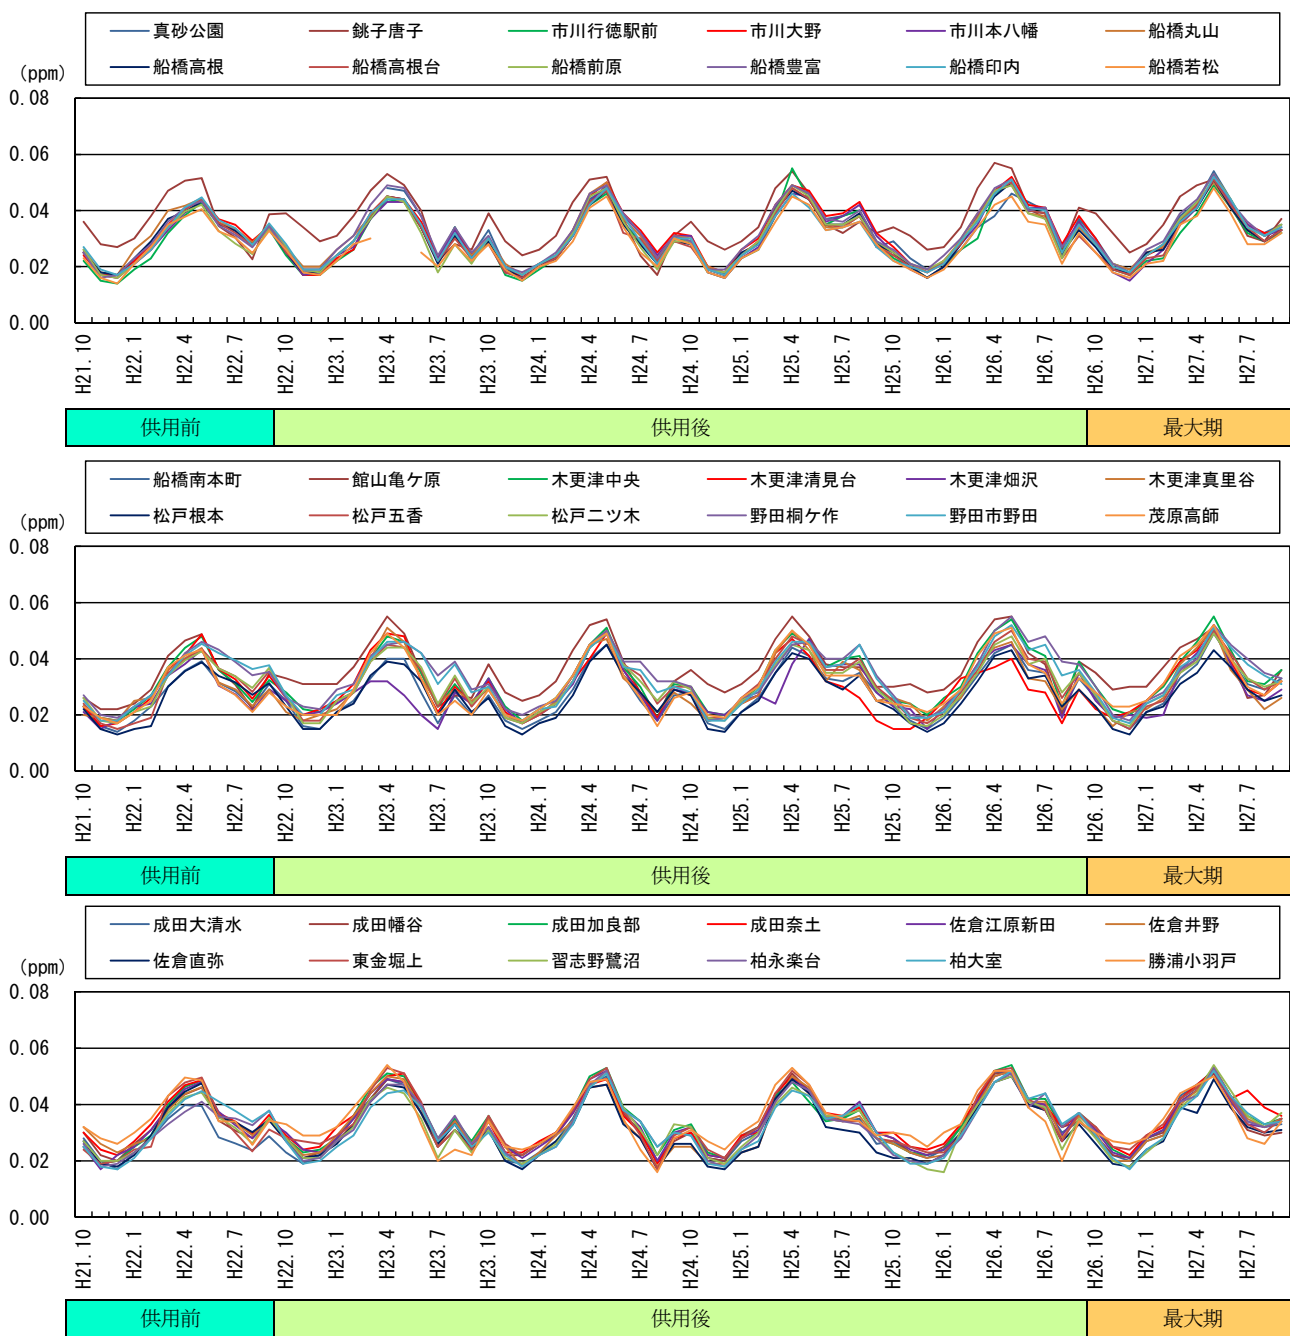 真砂公園 銚子唐子 市川行徳駅前 市川大野 市川本八幡 船橋丸山
船橋高根 船橋高根台 船橋前原 船橋豊富 船橋印内 船橋若松
(ppm)
0.08
0.06
0.04
0.02
0.00
H21.10 H22.1 H22.4 H22.7 H22.10 H23.1 H23.4 H23.7 H23.10 H24.1 H24.4 H24.7 H24.10 H25.1 H25.4 H25.7 H25.10 H26.1 H26.4 H26.7 H26.10 H27.1 H27.4 H27.7
供用前 供用後 最大期
船橋南本町 館山亀ケ原 木更津中央 木更津清見台 木更津畑沢 木更津真里谷
松戸根本 松戸五香 松戸二ツ木 野田桐ケ作 野田市野田 茂原高師
(ppm)
0.08
0.06
0.04
0.02
0.00
H21.10 H22.1 H22.4 H22.7 H22.10 H23.1 H23.4 H23.7 H23.10 H24.1 H24.4 H24.7 H24.10 H25.1 H25.4 H25.7 H25.10 H26.1 H26.4 H26.7 H26.10 H27.1 H27.4 H27.7
供用前 供用後 最大期
成田大清水 成田幡谷 成田加良部 成田奈土 佐倉江原新田 佐倉井野
佐倉直弥 東金堀上 習志野鷺沼 柏永楽台 柏大室 勝浦小羽戸
(ppm)
0.08
0.06
0.04
0.02
0.00
H21.10 H22.1 H22.4 H22.7 H22.10 H23.1 H23.4 H23.7 H23.10 H24.1 H24.4 H24.7 H24.10 H25.1 H25.4 H25.7 H25.10 H26.1 H26.4 H26.7 H26.10 H27.1 H27.4 H27.7
供用前 供用後 最大期